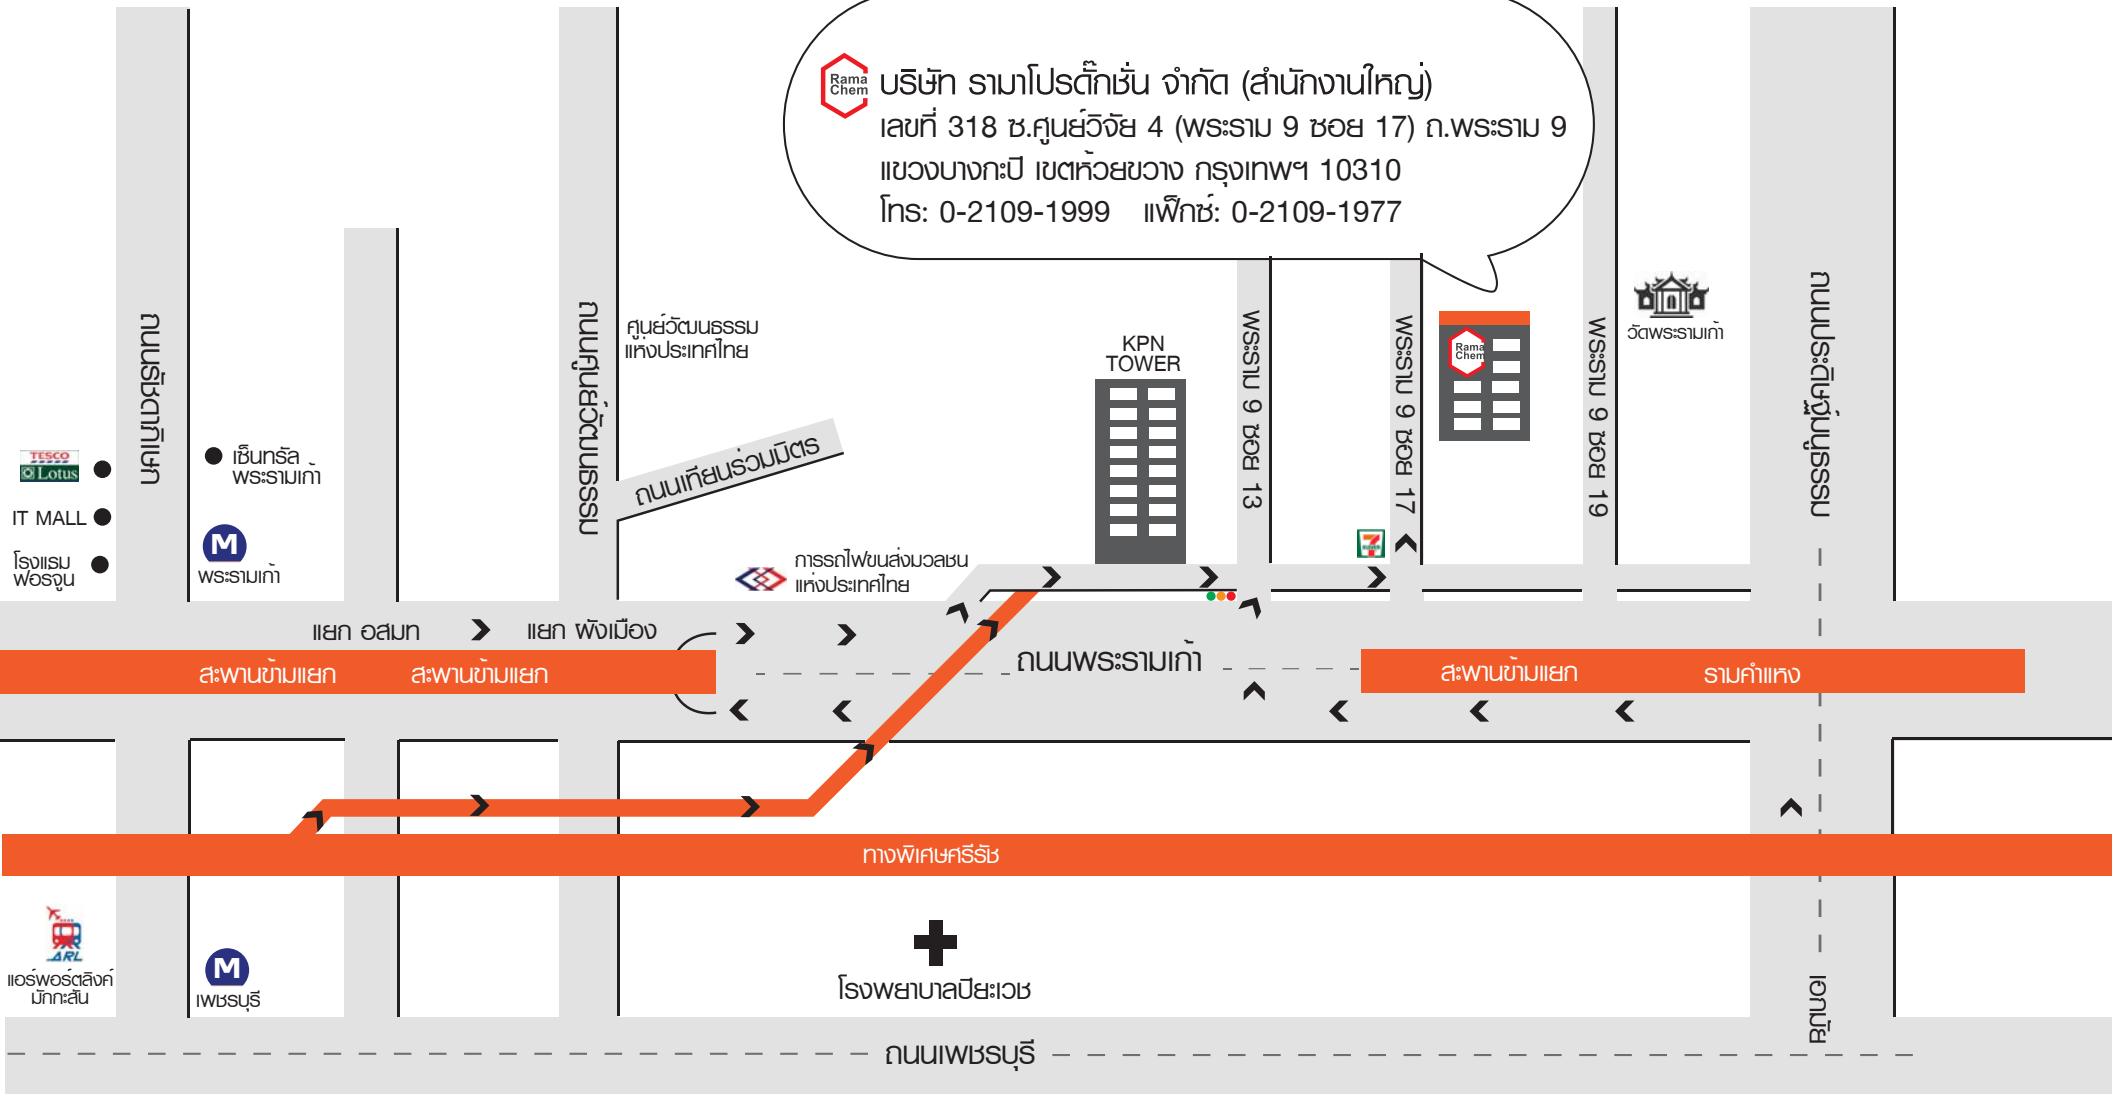 Rama
Chem
บริษัท รามาโปรดั๊กชั่น จำกัด (สำนักงานใหญ่)
เลขที่ 318 ซ.ศูนย์วิจัย 4 (พระราม 9 ซอย 17) ถ.พระราม 9
แขวงบางกะปิ เขตห้วยขวาง กรุงเทพฯ 10310
โทร: 0-2109-1999 แฟ็กซ์: 0-2109-1977
ถนนรัชดาภิเษก
ถนนศูนย์วัฒนธรรม
ศูนย์วัฒนธรรม
แห่งประเทศไทย
KPN
TOWER
พระราม 9 ซอย 13
พระราม 9 ซอย 17
Rama
Chem
พระราม 9 ซอย 19
วัดพระรามเก้า
ถนนประดิษฐ์มนูธรรม
TESCO
Lotus
เซ็นทรัล
พระรามเก้า
ถนนเทียนร่วมมิตร
IT MALL
M
พระรามเก้า
โรงแรม
ฟอรจูน
การรถไฟขนส่งมวลชน
แห่งประเทศไทย
7
ELEVEN
แยก อสมท
แยก ผังเมือง
ถนนพระรามเก้า
สะพานข้ามแยก
สะพานข้ามแยก
สะพานข้ามแยก
รามคำแหง
ทางพิเศษศรีรัช
ARL
แอร์พอร์ตลิงค์
มักกะสัน
M
เพชรบุรี
โรงพยาบาลปิยะเวช
เอกมัย
ถนนเพชรบุรี